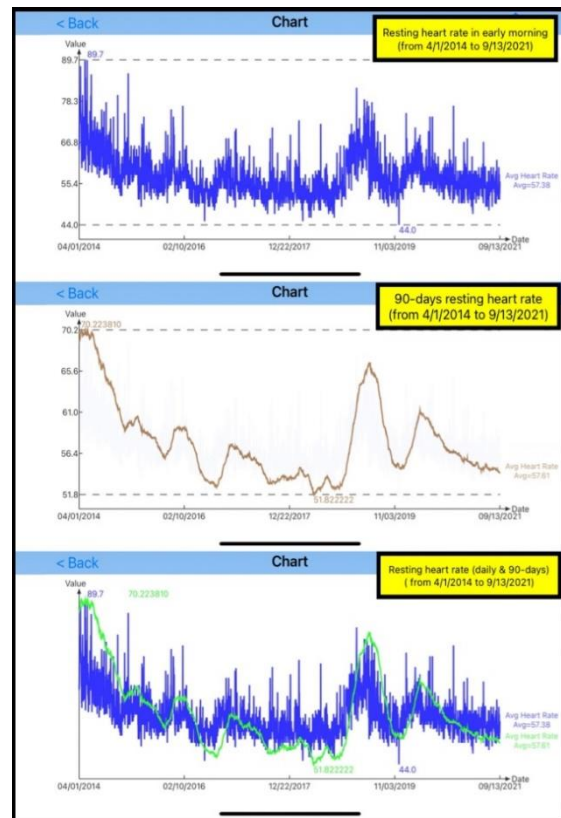 < Back
Chart
Resting heart rate in early morning
(from 4/1/2014 to 9/13/2021)
Value
89.7
89.7
78.3
66.8
55.4
44.0
44.0
Avg Heart Rate
Avg=57.38
Date
04/01/2014
02/10/2016
12/22/2017
11/03/2019
09/13/2021
< Back
Chart
90-days resting heart rate
(from 4/1/2014 to 9/13/2021)
Value
70.223810
70.2
65.6
61.0
56.4
51.8
51.822222
Avg Heart Rate
Avg=57.61
Date
04/01/2014
02/10/2016
12/22/2017
11/03/2019
09/13/2021
< Back
Chart
Resting heart rate (daily & 90-days)
( from 4/1/2014 to 9/13/2021)
Value
89.7
70.223810
Avg Heart Rate
Avg=57.38
Avg Heart Rate
Avg=57.61
51.822222
44.0
Date
04/01/2014
02/10/2016
12/22/2017
11/03/2019
09/13/2021